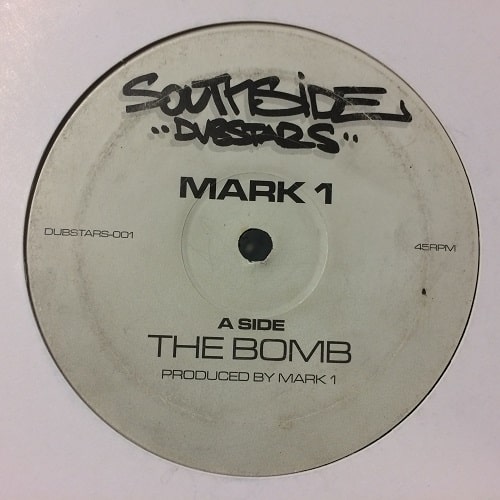 SOUTHSIDE
"DUBSTARS"
MARK 1
DUBSTARS-001
45RPM
A SIDE
THE BOMB
PRODUCED BY MARK 1